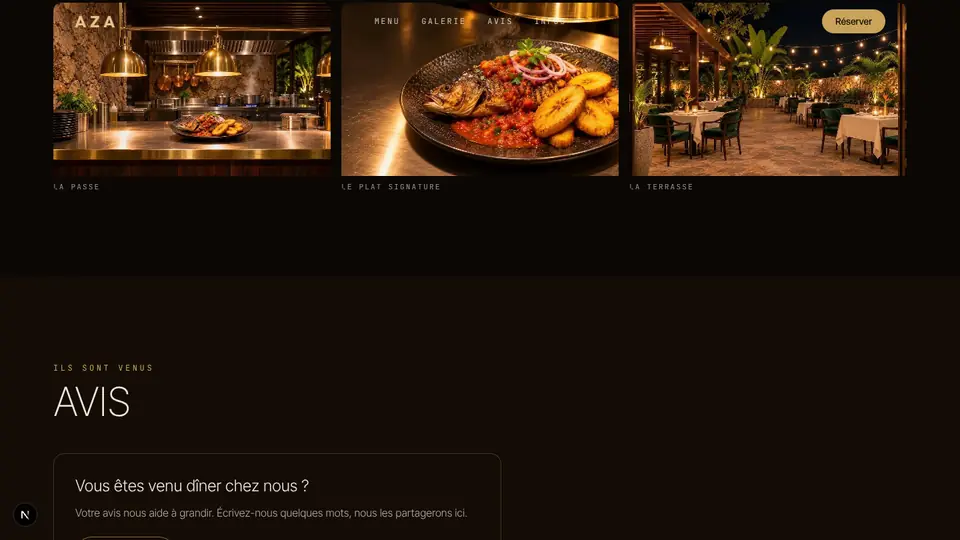 AZA
MENU GALERIE AVIS INFOS
Réserver
LA PASSE
LE PLAT SIGNATURE
LA TERRASSE
ILS SONT VENUS
AVIS
Vous êtes venu dîner chez nous ?
Votre avis nous aide à grandir. Écrivez-nous quelques mots, nous les partagerons ici.
N